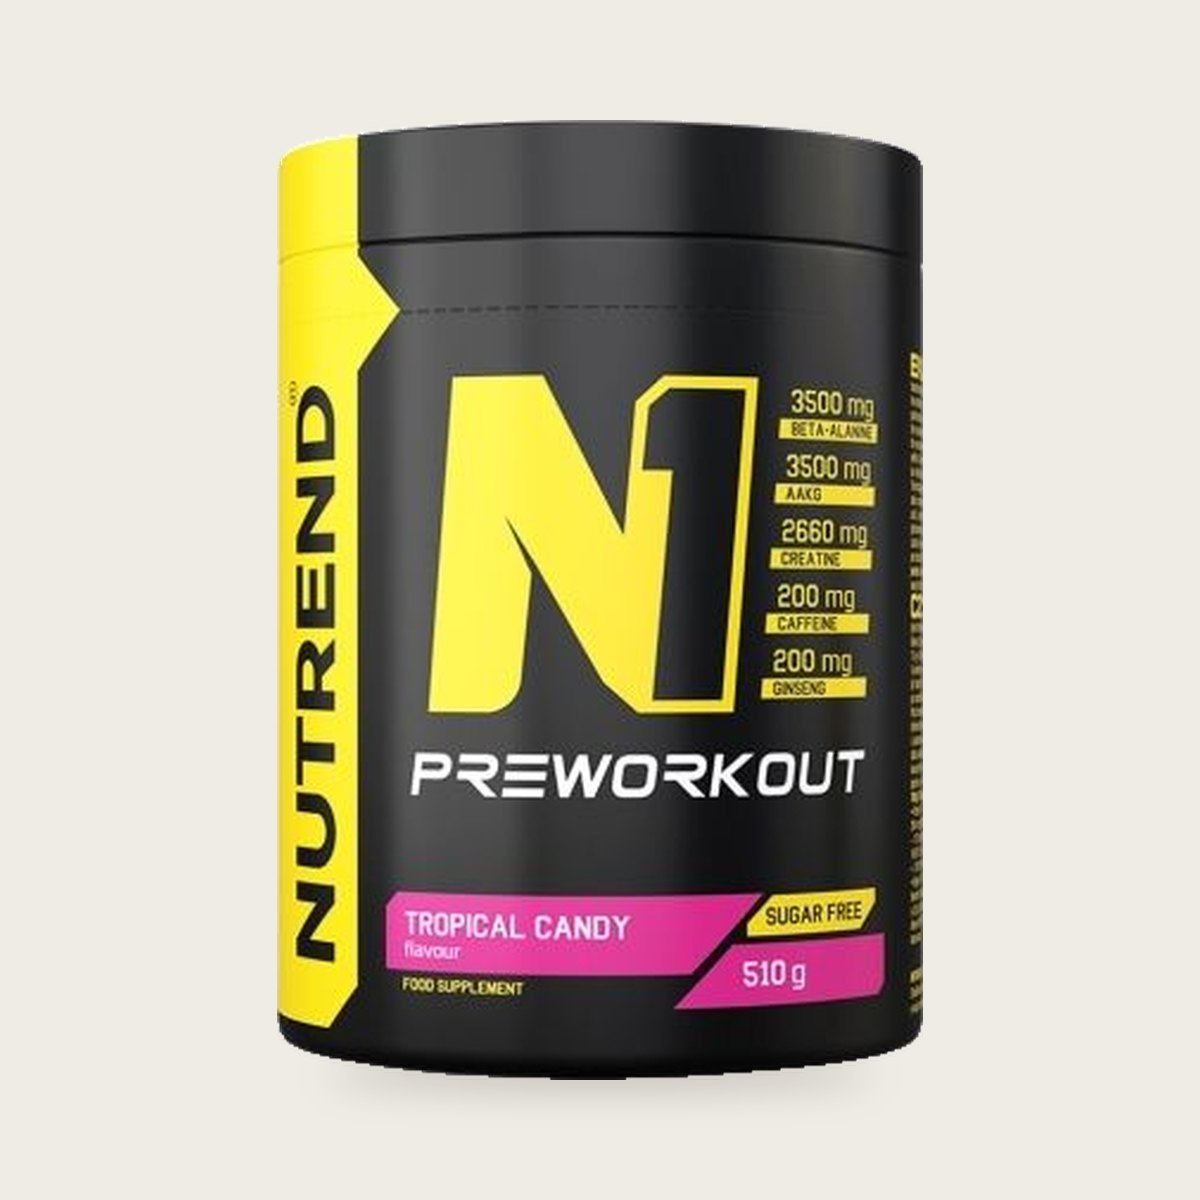 NUTREND®
N1
3500 mg
BETA-ALANINE
3500 mg
AAKG
2660 mg
CREATINE
200 mg
CAFFEINE
200 mg
GINSENG
PREWORKOUT
TROPICAL CANDY
flavour
SUGAR FREE
510 g
FOOD SUPPLEMENT